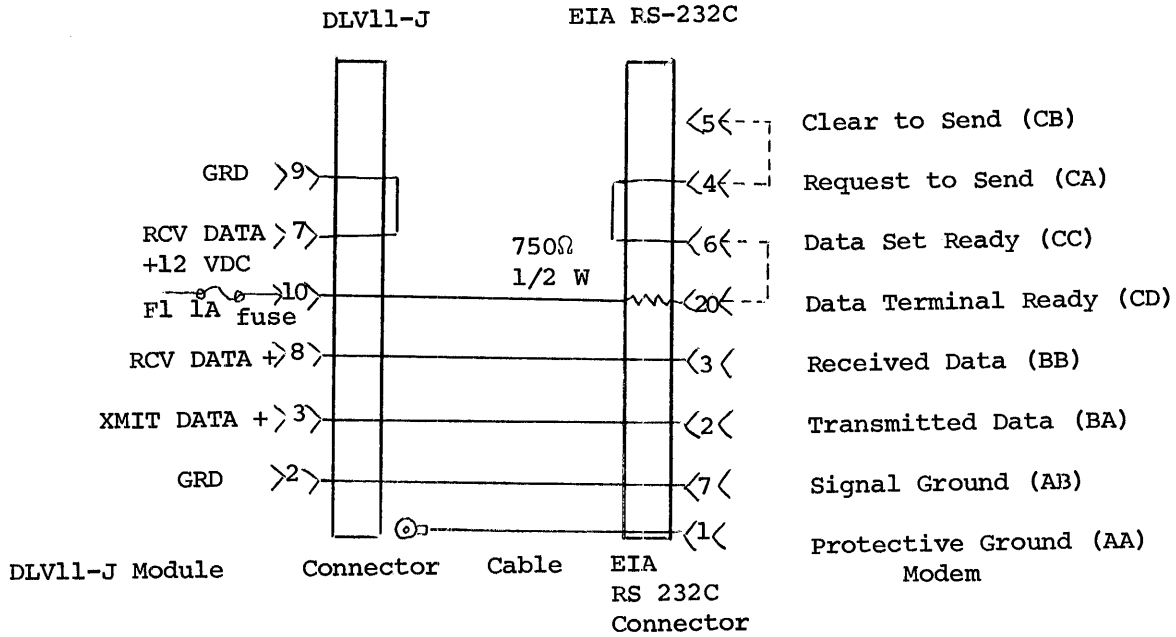 DLV11-J EIA RS-232C
5 Clear to Send (CB)
GRD 9 4 Request to Send (CA)
RCV DATA 7 750Ω 6 Data Set Ready (CC)
+12 VDC 1/2 W
10 20 Data Terminal Ready (CD)
F1 1A fuse
RCV DATA + 8 3 Received Data (BB)
XMIT DATA + 3 2 Transmitted Data (BA)
GRD 2 7 Signal Ground (AB)
1 Protective Ground (AA)
DLV11-J Module Connector Cable EIA Modem
RS 232C
Connector